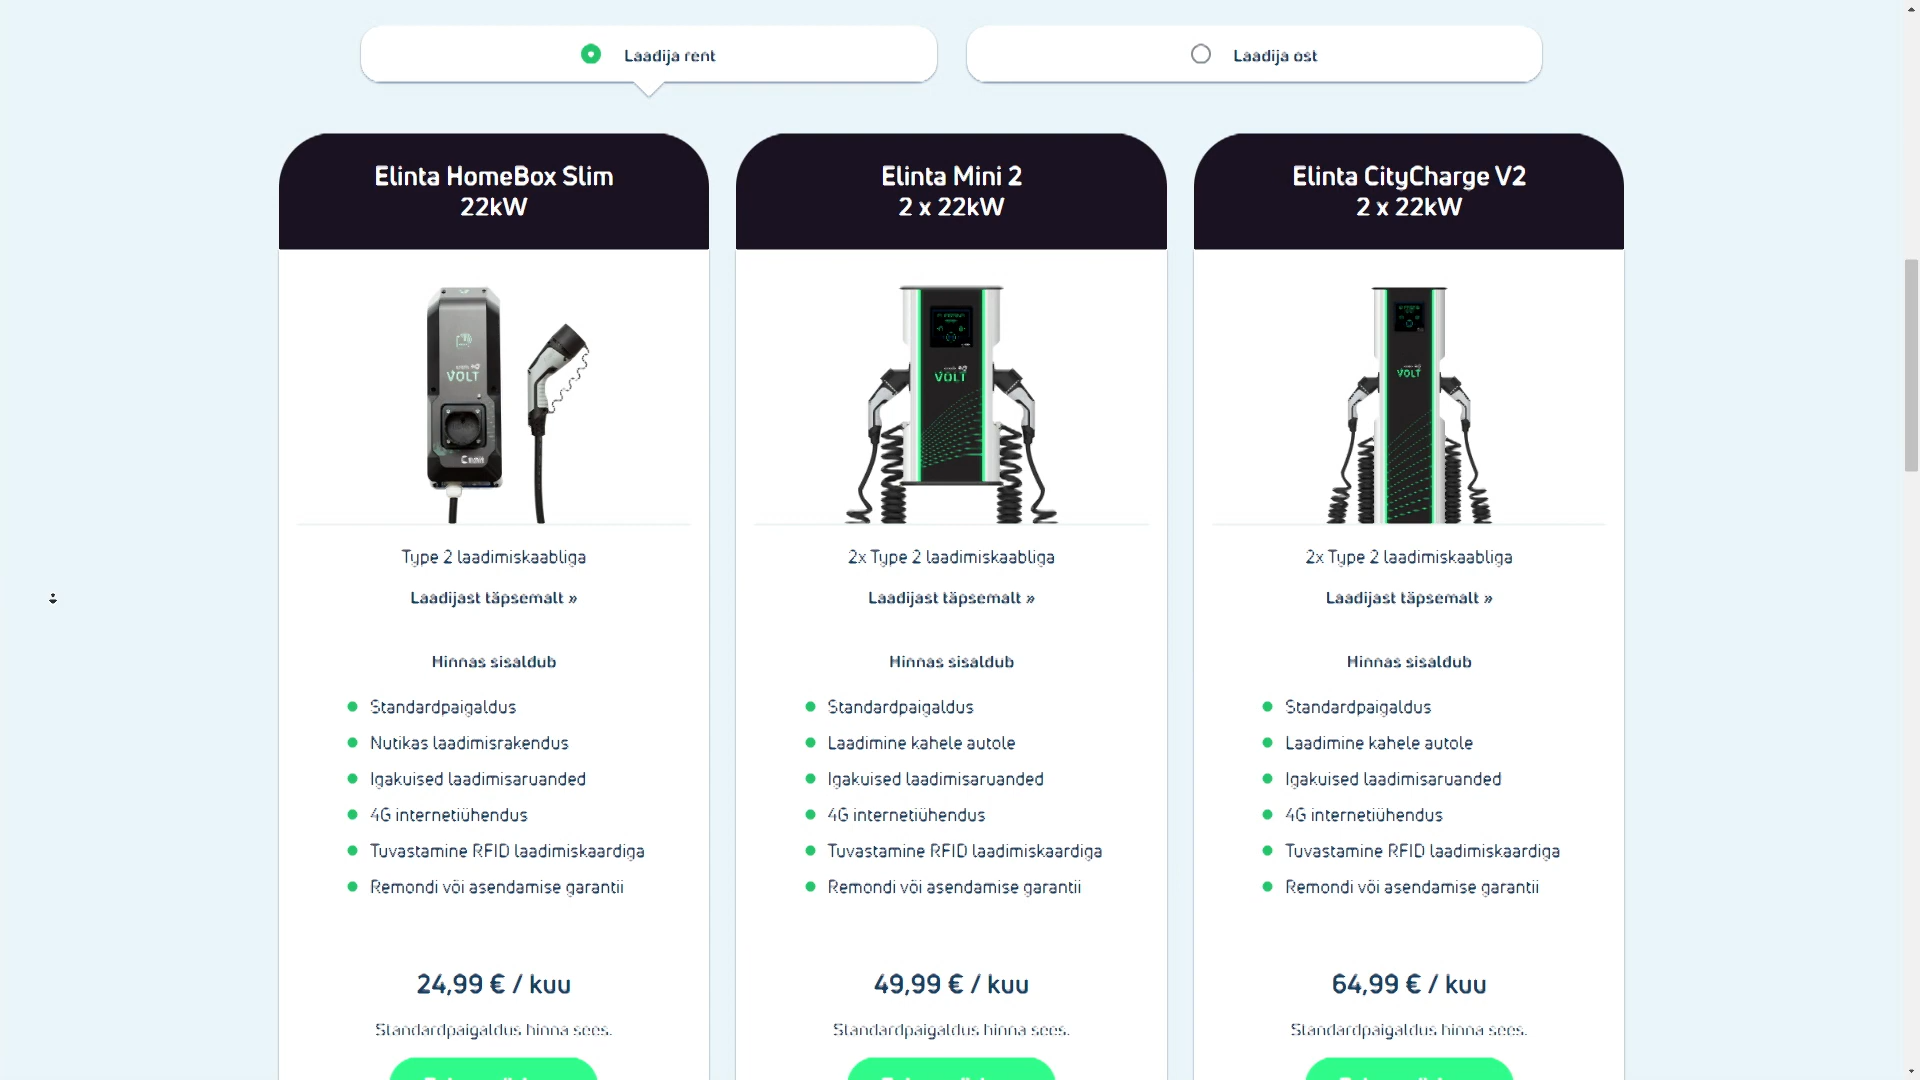 Laadija rent
Laadija ost
Elinta HomeBox Slim
22kW
Elinta Mini 2
2 x 22kW
Elinta CityCharge V2
2 x 22kW
VOLT
VOLT
VOLT
Type 2 laadimiskaabliga
2x Type 2 laadimiskaabliga
2x Type 2 laadimiskaabliga
Laadijast täpsemalt »
Laadijast täpsemalt »
Laadijast täpsemalt »
Hinnas sisaldub
Standardpaigaldus
Nutikas laadimisrakendus
Igakuised laadimisaruanded
4G internetiühendus
Tuvastamine RFID laadimiskaardiga
Remondi või asendamise garantii
Hinnas sisaldub
Standardpaigaldus
Laadimine kahele autole
Igakuised laadimisaruanded
4G internetiühendus
Tuvastamine RFID laadimiskaardiga
Remondi või asendamise garantii
Hinnas sisaldub
Standardpaigaldus
Laadimine kahele autole
Igakuised laadimisaruanded
4G internetiühendus
Tuvastamine RFID laadimiskaardiga
Remondi või asendamise garantii
24,99 € / kuu
Standardpaigaldus hinna sees.
49,99 € / kuu
Standardpaigaldus hinna sees.
64,99 € / kuu
Standardpaigaldus hinna sees.